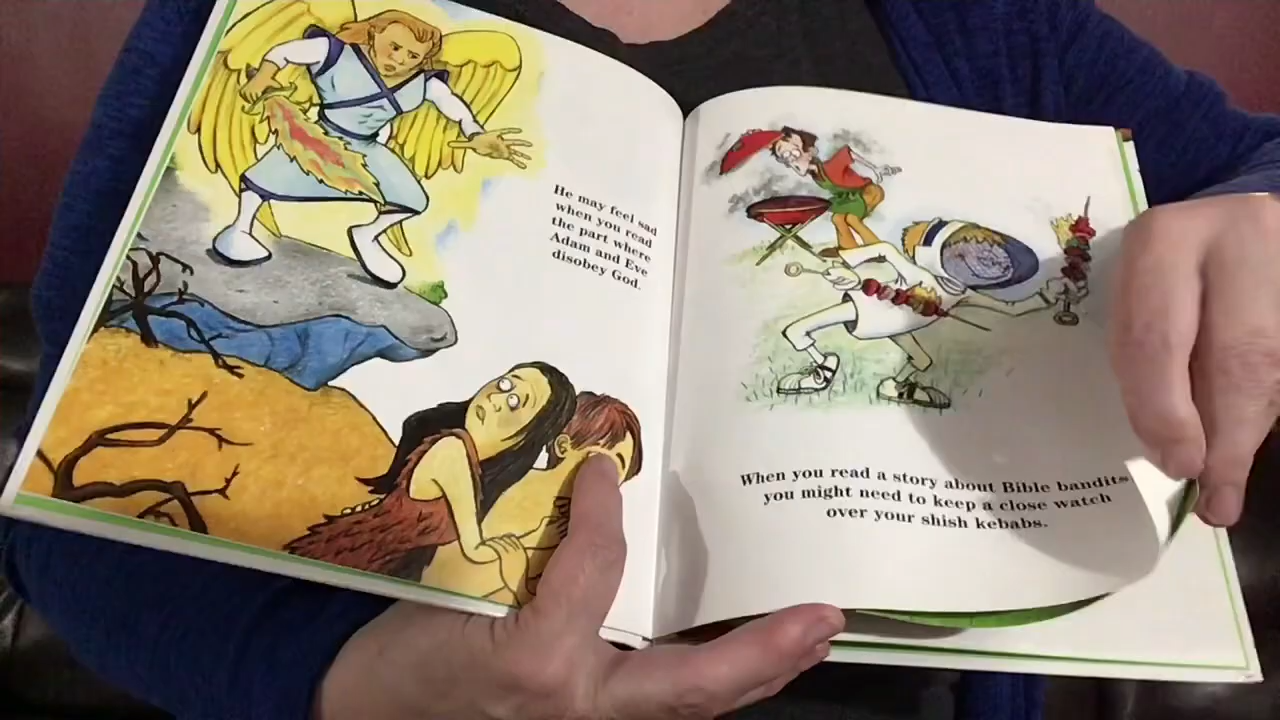 He may feel sad
when you read
the part where
Adam and Eve
disobey God.
When you read a story about Bible bandits
you might need to keep a close watch
over your shish kebabs.